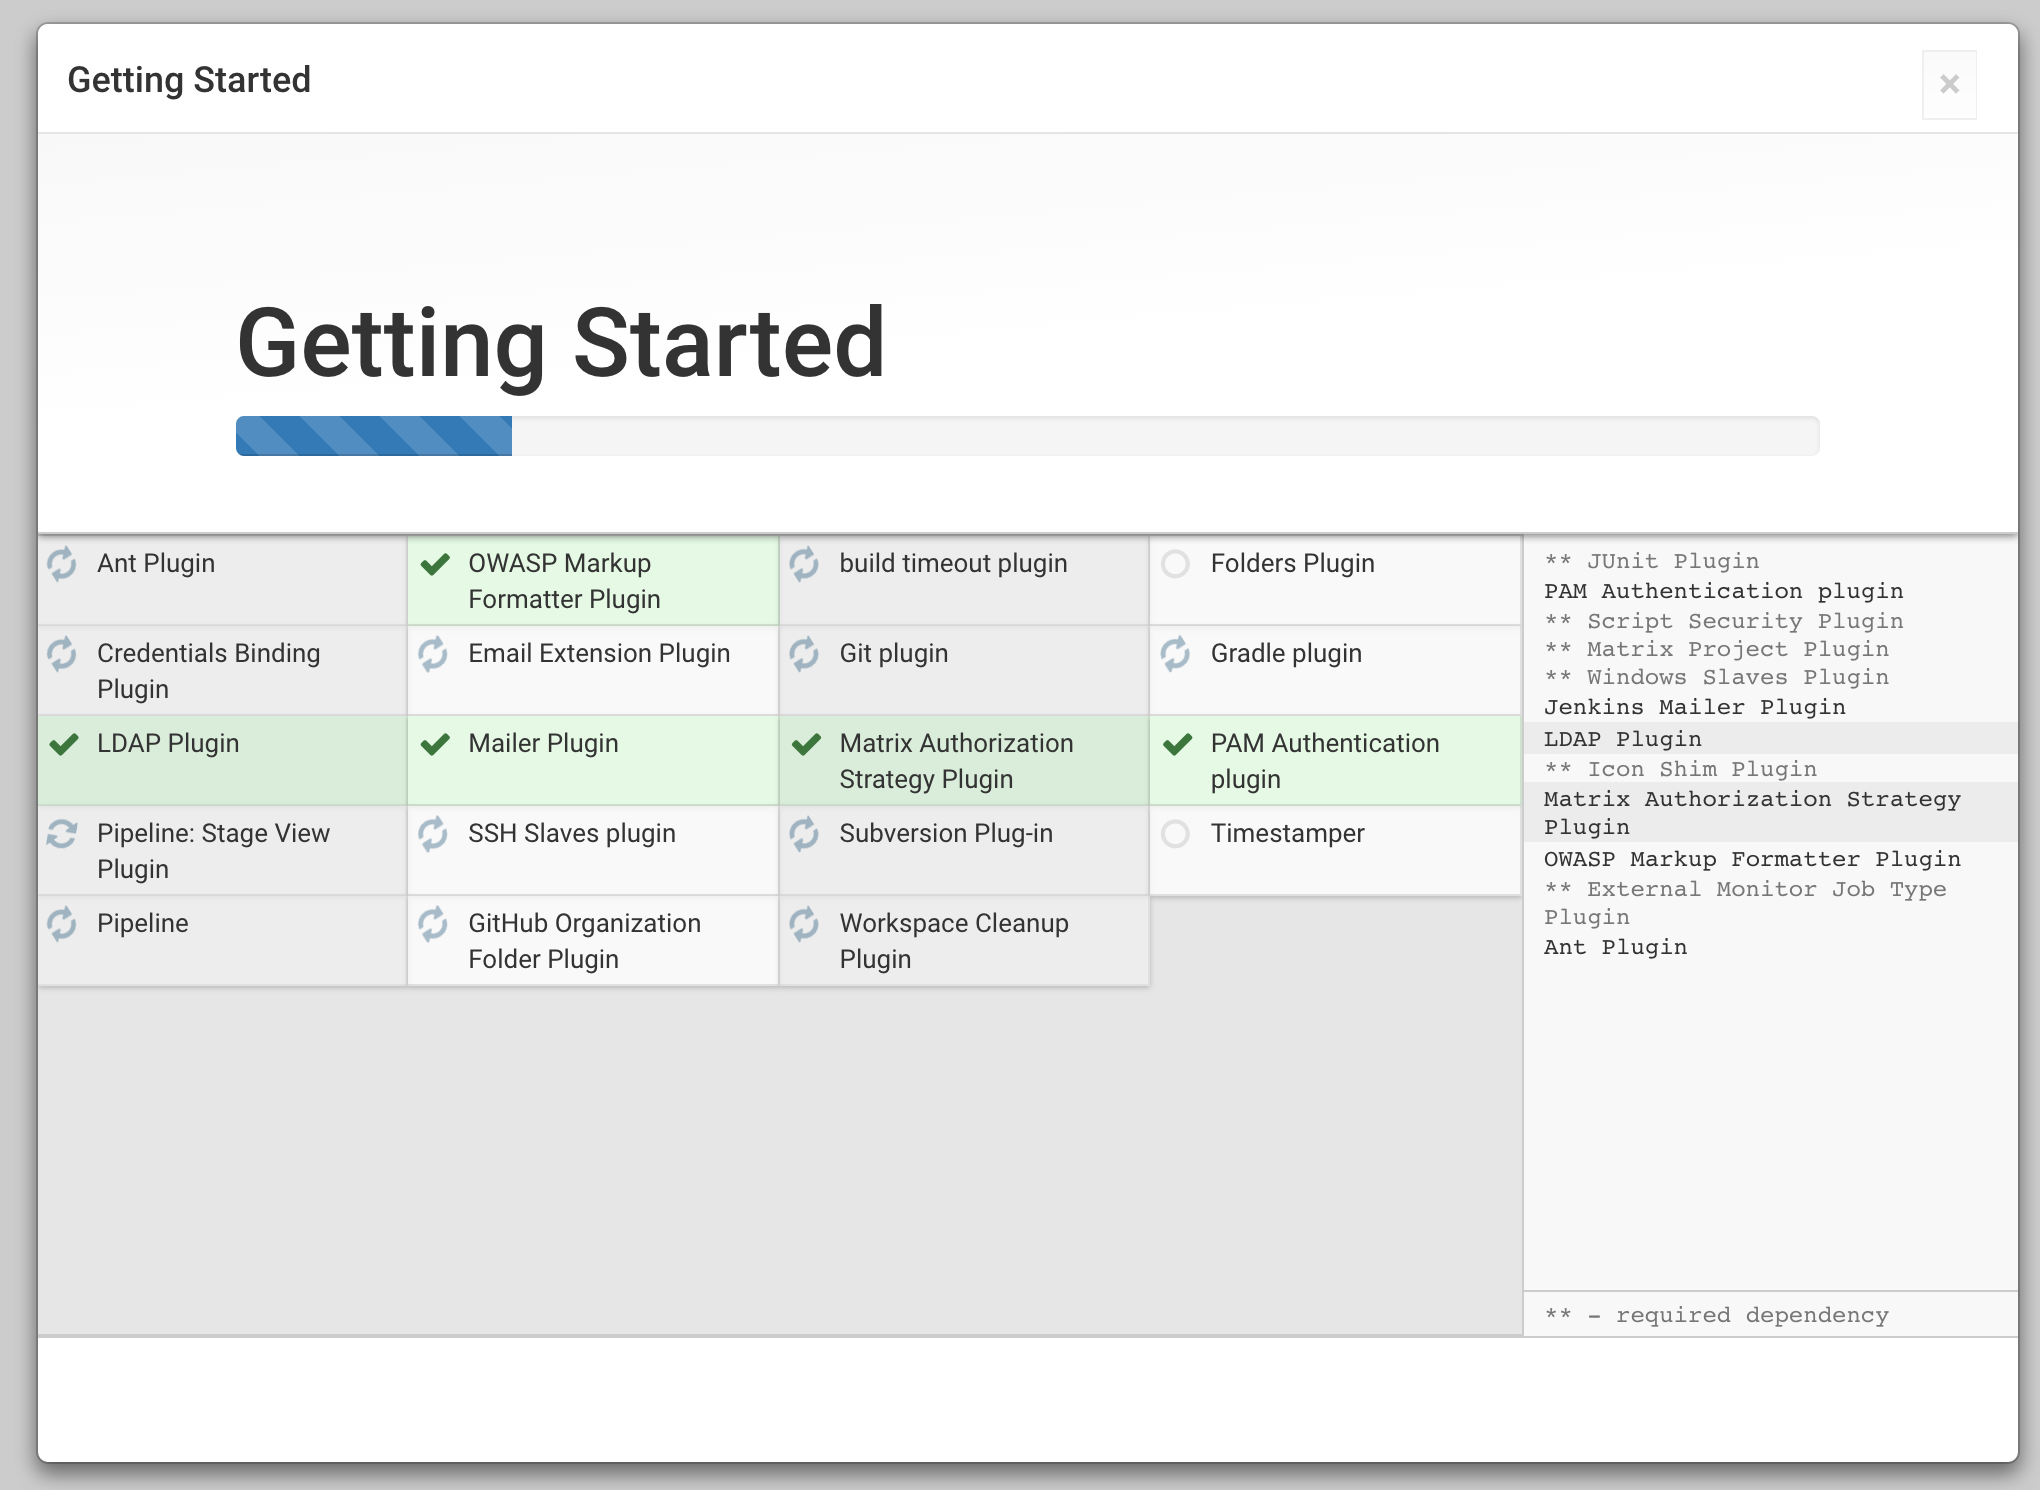 Getting Started
×
Getting Started
Ant Plugin
OWASP Markup
Formatter Plugin
build timeout plugin
Folders Plugin
Credentials Binding
Plugin
Email Extension Plugin
Git plugin
Gradle plugin
LDAP Plugin
Mailer Plugin
Matrix Authorization
Strategy Plugin
PAM Authentication
plugin
Pipeline: Stage View
Plugin
SSH Slaves plugin
Subversion Plug-in
Timestamper
Pipeline
GitHub Organization
Folder Plugin
Workspace Cleanup
Plugin
** JUnit Plugin
PAM Authentication plugin
** Script Security Plugin
** Matrix Project Plugin
** Windows Slaves Plugin
Jenkins Mailer Plugin
LDAP Plugin
** Icon Shim Plugin
Matrix Authorization Strategy
Plugin
OWASP Markup Formatter Plugin
** External Monitor Job Type
Plugin
Ant Plugin
** - required dependency